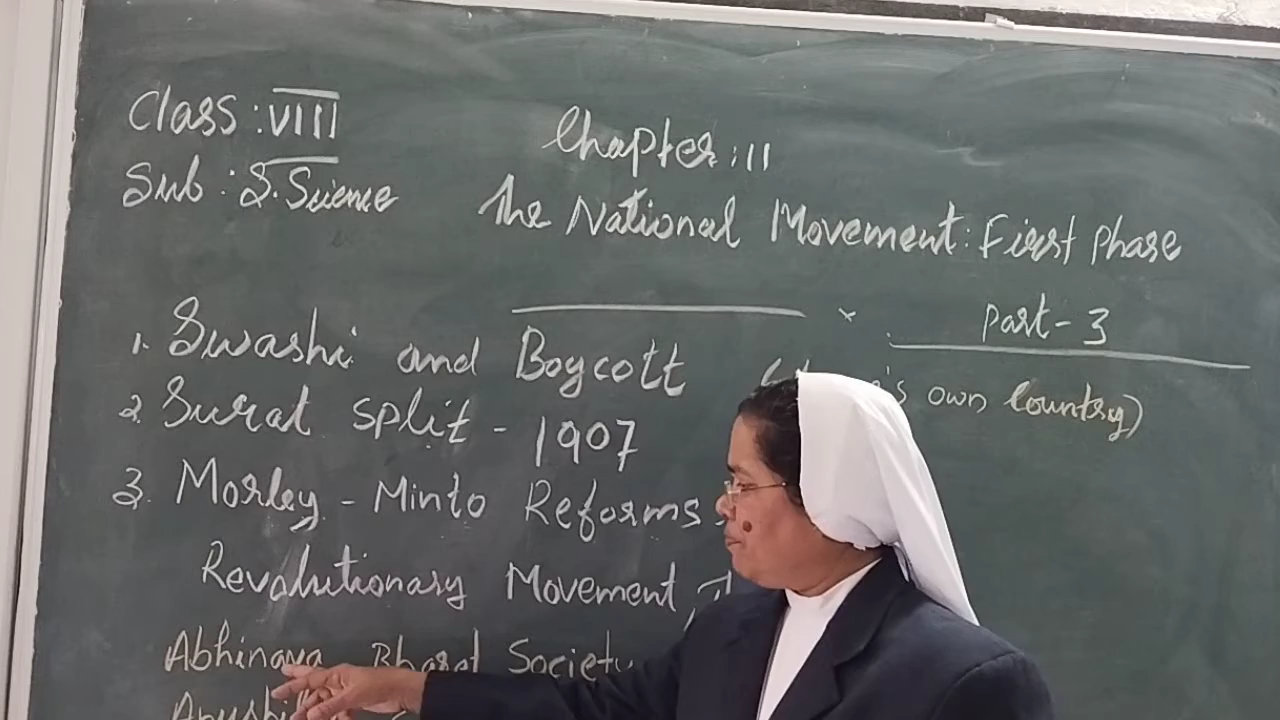 Class : VIII
Chapter : 11
Sub : S. Science
The National Movement : First Phase
Part - 3
1. Swashi and Boycott own Country)
2. Surat split - 1907
3. Morley - Minto Reforms
Revolutionary Movement,
Abhinava Bharat Society